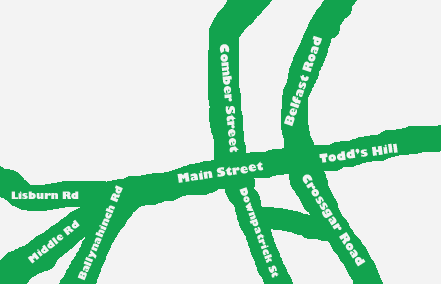 Comber Street
Belfast Road
Todd's Hill
Main Street
Lisburn Rd
Middle Rd
Ballynahinch Rd
Downpatrick St
Crossgar Road